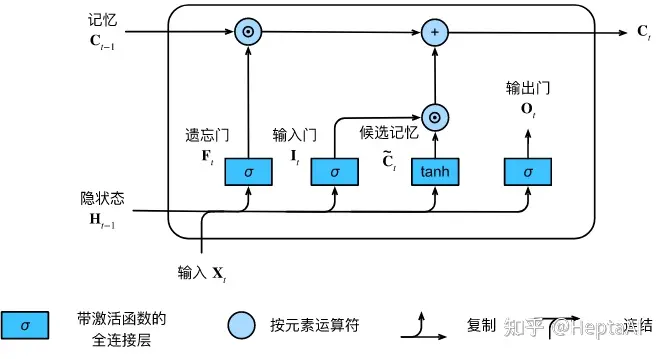 记忆
C_{t-1}
C_t
输出门
O_t
遗忘门
F_t
输入门
I_t
候选记忆
C̃_t
σ
σ
tanh
σ
隐状态
H_{t-1}
输入 X_t
σ
带激活函数的
全连接层
按元素运算符
复制
连结
知乎 @HeptaAI